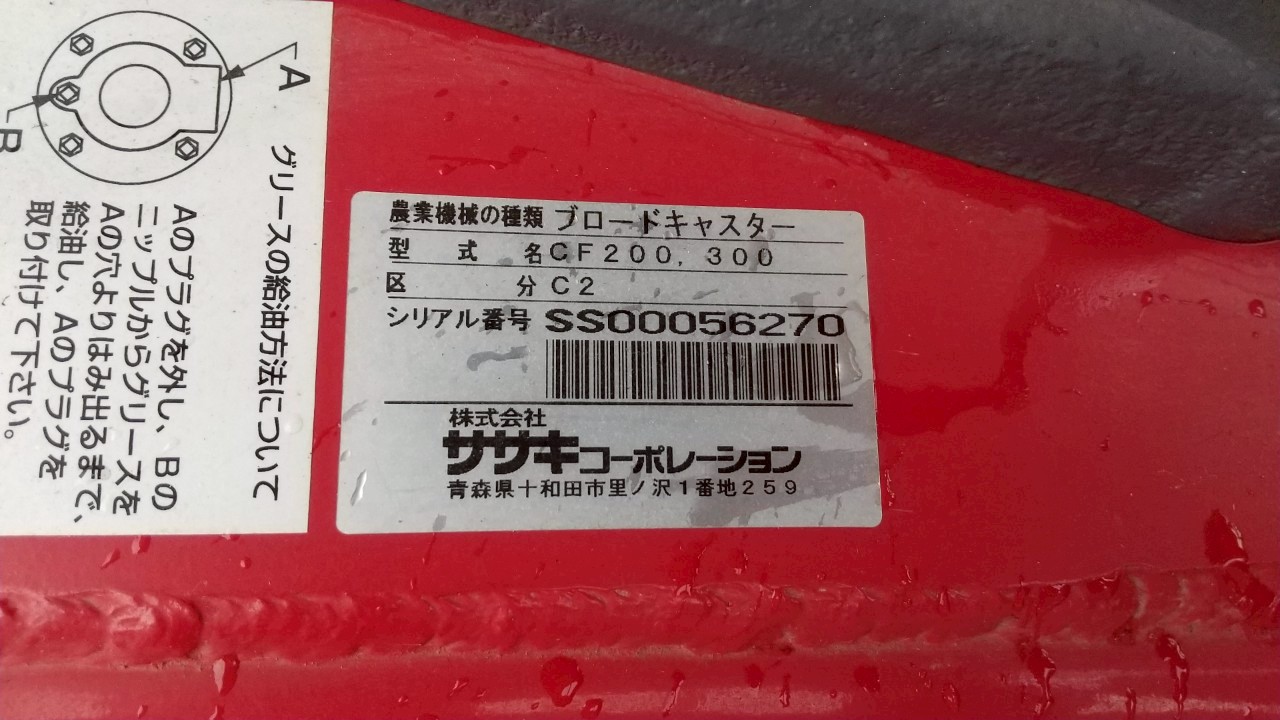 A
B
グリースの給油方法について
Aのプラグを外し、Bの
ニップルからグリースを
Aの穴よりはみ出るまで、
給油し、Aのプラグを
取り付けて下さい。
農業機械の種類 ブロードキャスター
型式名 CF200, 300
区分 C2
シリアル番号 SS00056270
株式会社
ササキコーポレーション
青森県十和田市里ノ沢1番地259